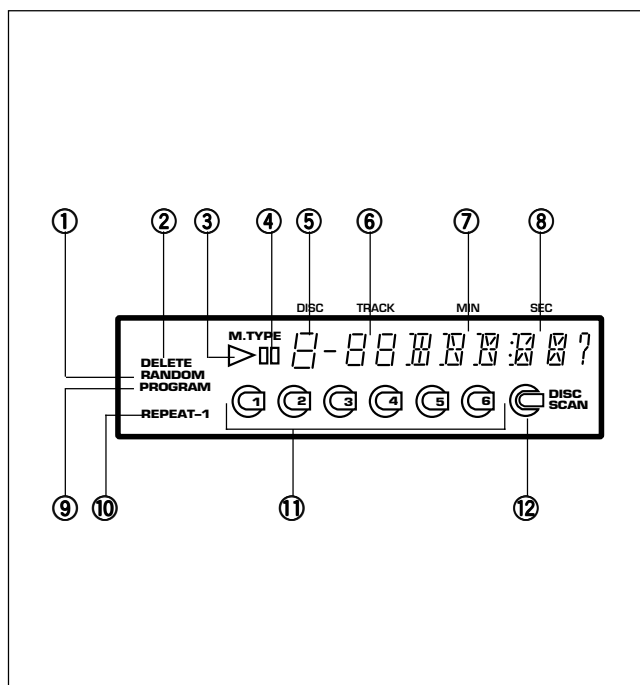 ① ② ③ ④ ⑤ ⑥ ⑦ ⑧
DISC TRACK MIN SEC
M.TYPE
DELETE
RANDOM
PROGRAM
REPEAT-1
1 2 3 4 5 6
DISC
SCAN
⑨ ⑩ ⑪ ⑫